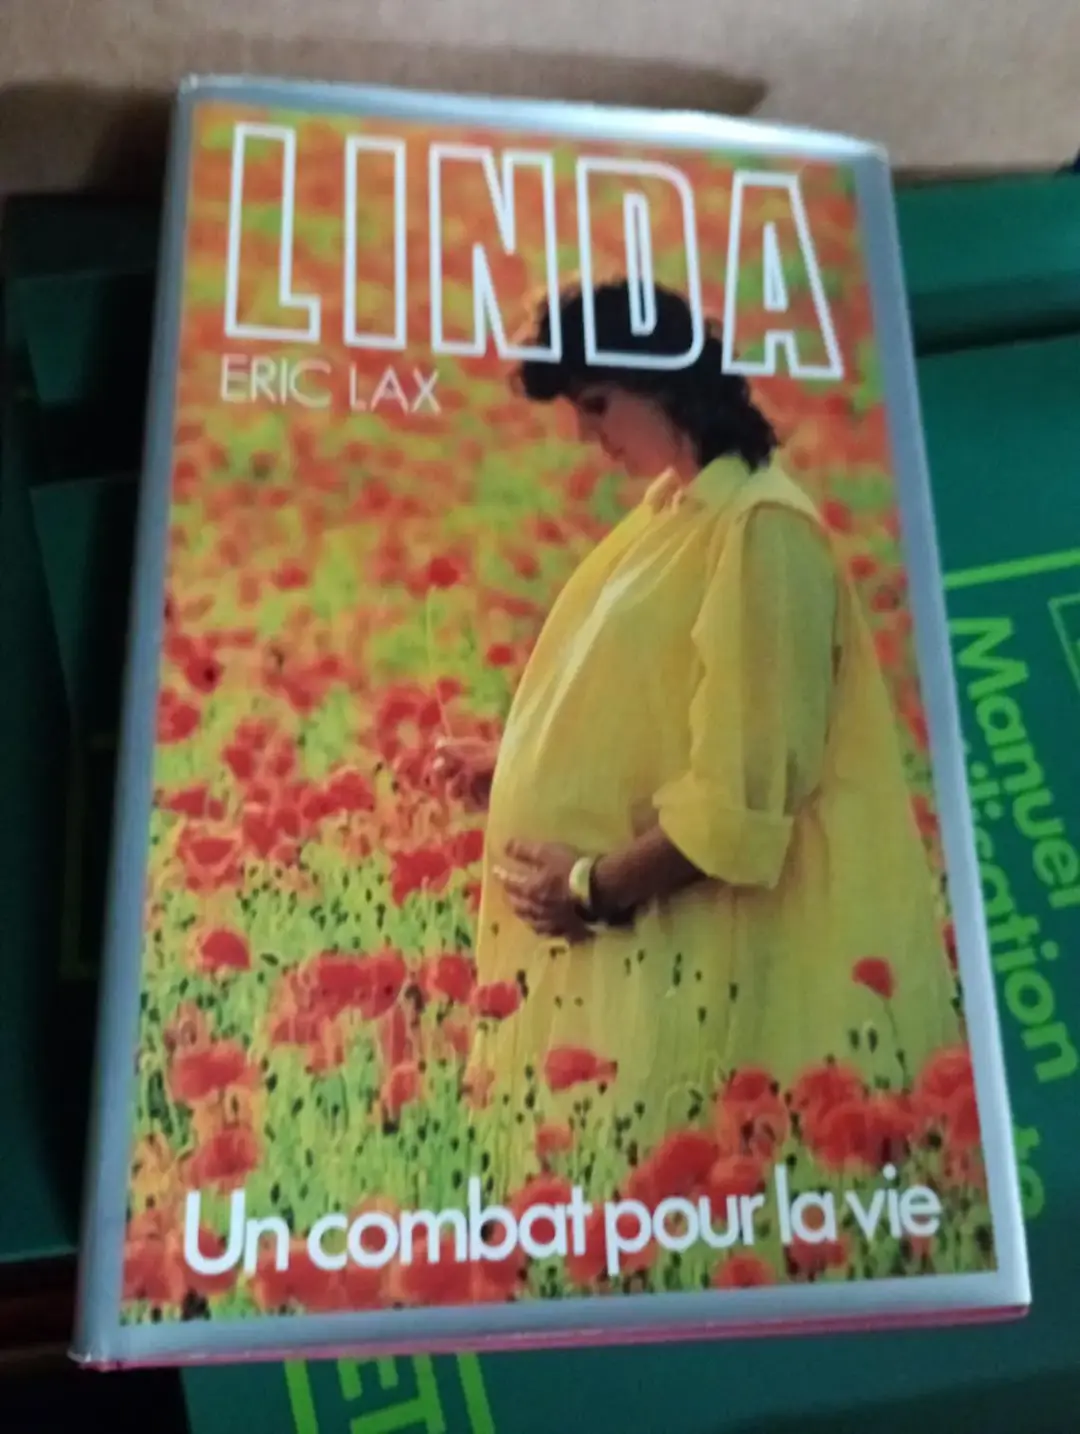 LINDA
ERIC LAX
Un combat pour la vie
Manuel